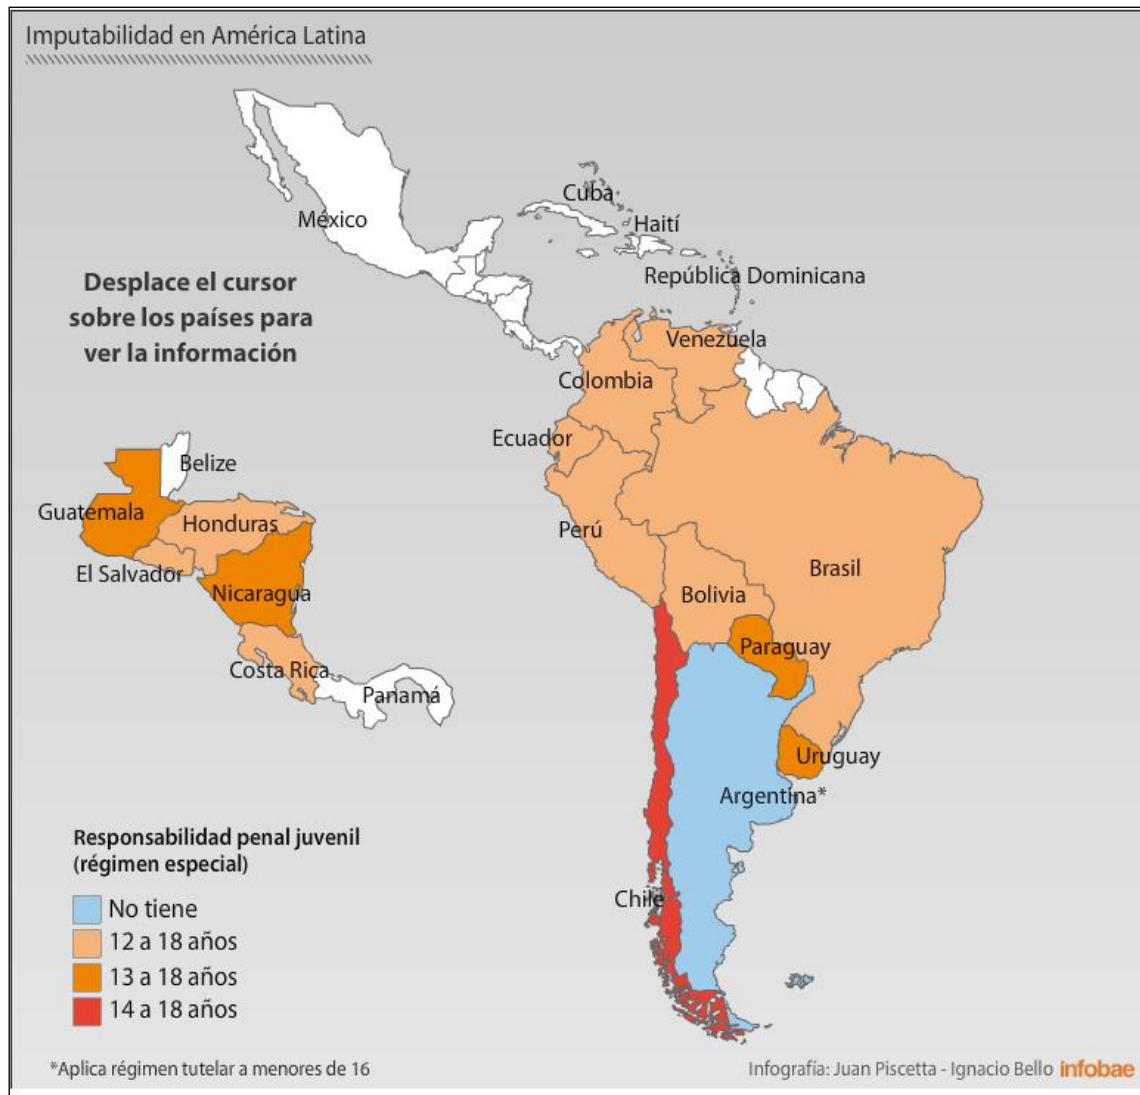 Imputabilidad en América Latina
México
Cuba
Haití
República Dominicana
Desplace el cursor
sobre los países para
ver la información
Venezuela
Colombia
Ecuador
Perú
Brasil
Bolivia
Paraguay
Uruguay
Argentina*
Chile
Belize
Guatemala
Honduras
El Salvador
Nicaragua
Costa Rica
Panamá
Responsabilidad penal juvenil
(régimen especial)
No tiene
12 a 18 años
13 a 18 años
14 a 18 años
*Aplica régimen tutelar a menores de 16
Infografía: Juan Piscetta - Ignacio Bello infobae